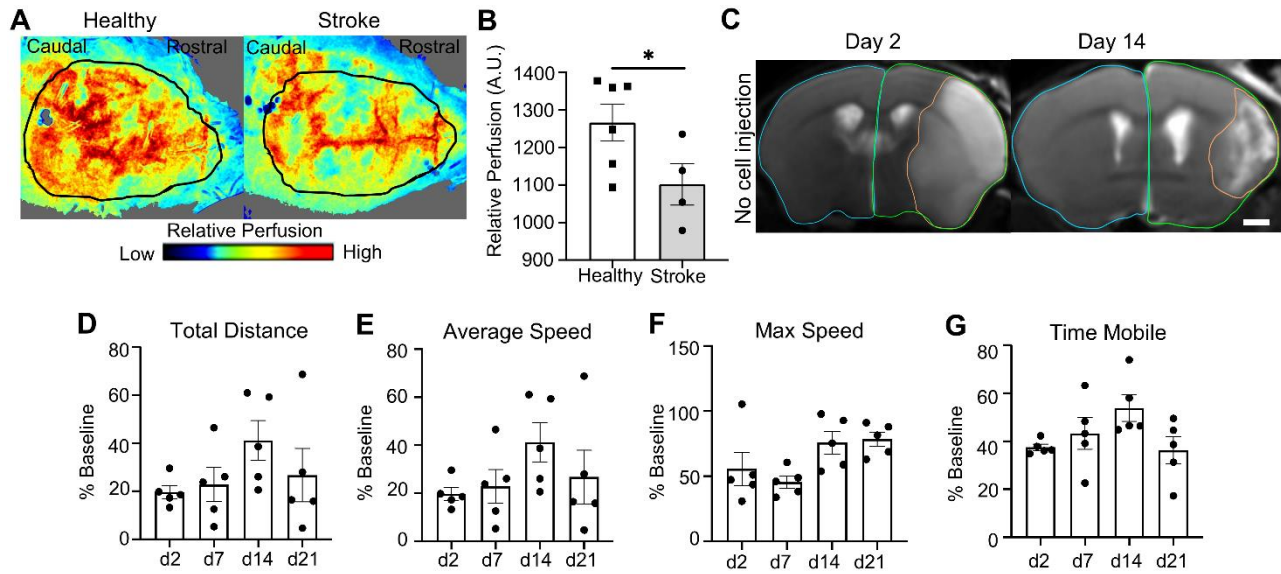 A
Healthy
Stroke
Caudal
Rostral
Caudal
Rostral
Relative Perfusion
Low
High
B
*
Relative Perfusion (A.U.)
1400
1300
1200
1100
1000
900
Healthy
Stroke
C
Day 2
Day 14
No cell injection
D
Total Distance
% Baseline
80
60
40
20
0
d2
d7
d14
d21
E
Average Speed
% Baseline
80
60
40
20
0
d2
d7
d14
d21
F
Max Speed
% Baseline
150
100
50
0
d2
d7
d14
d21
G
Time Mobile
% Baseline
80
60
40
20
0
d2
d7
d14
d21